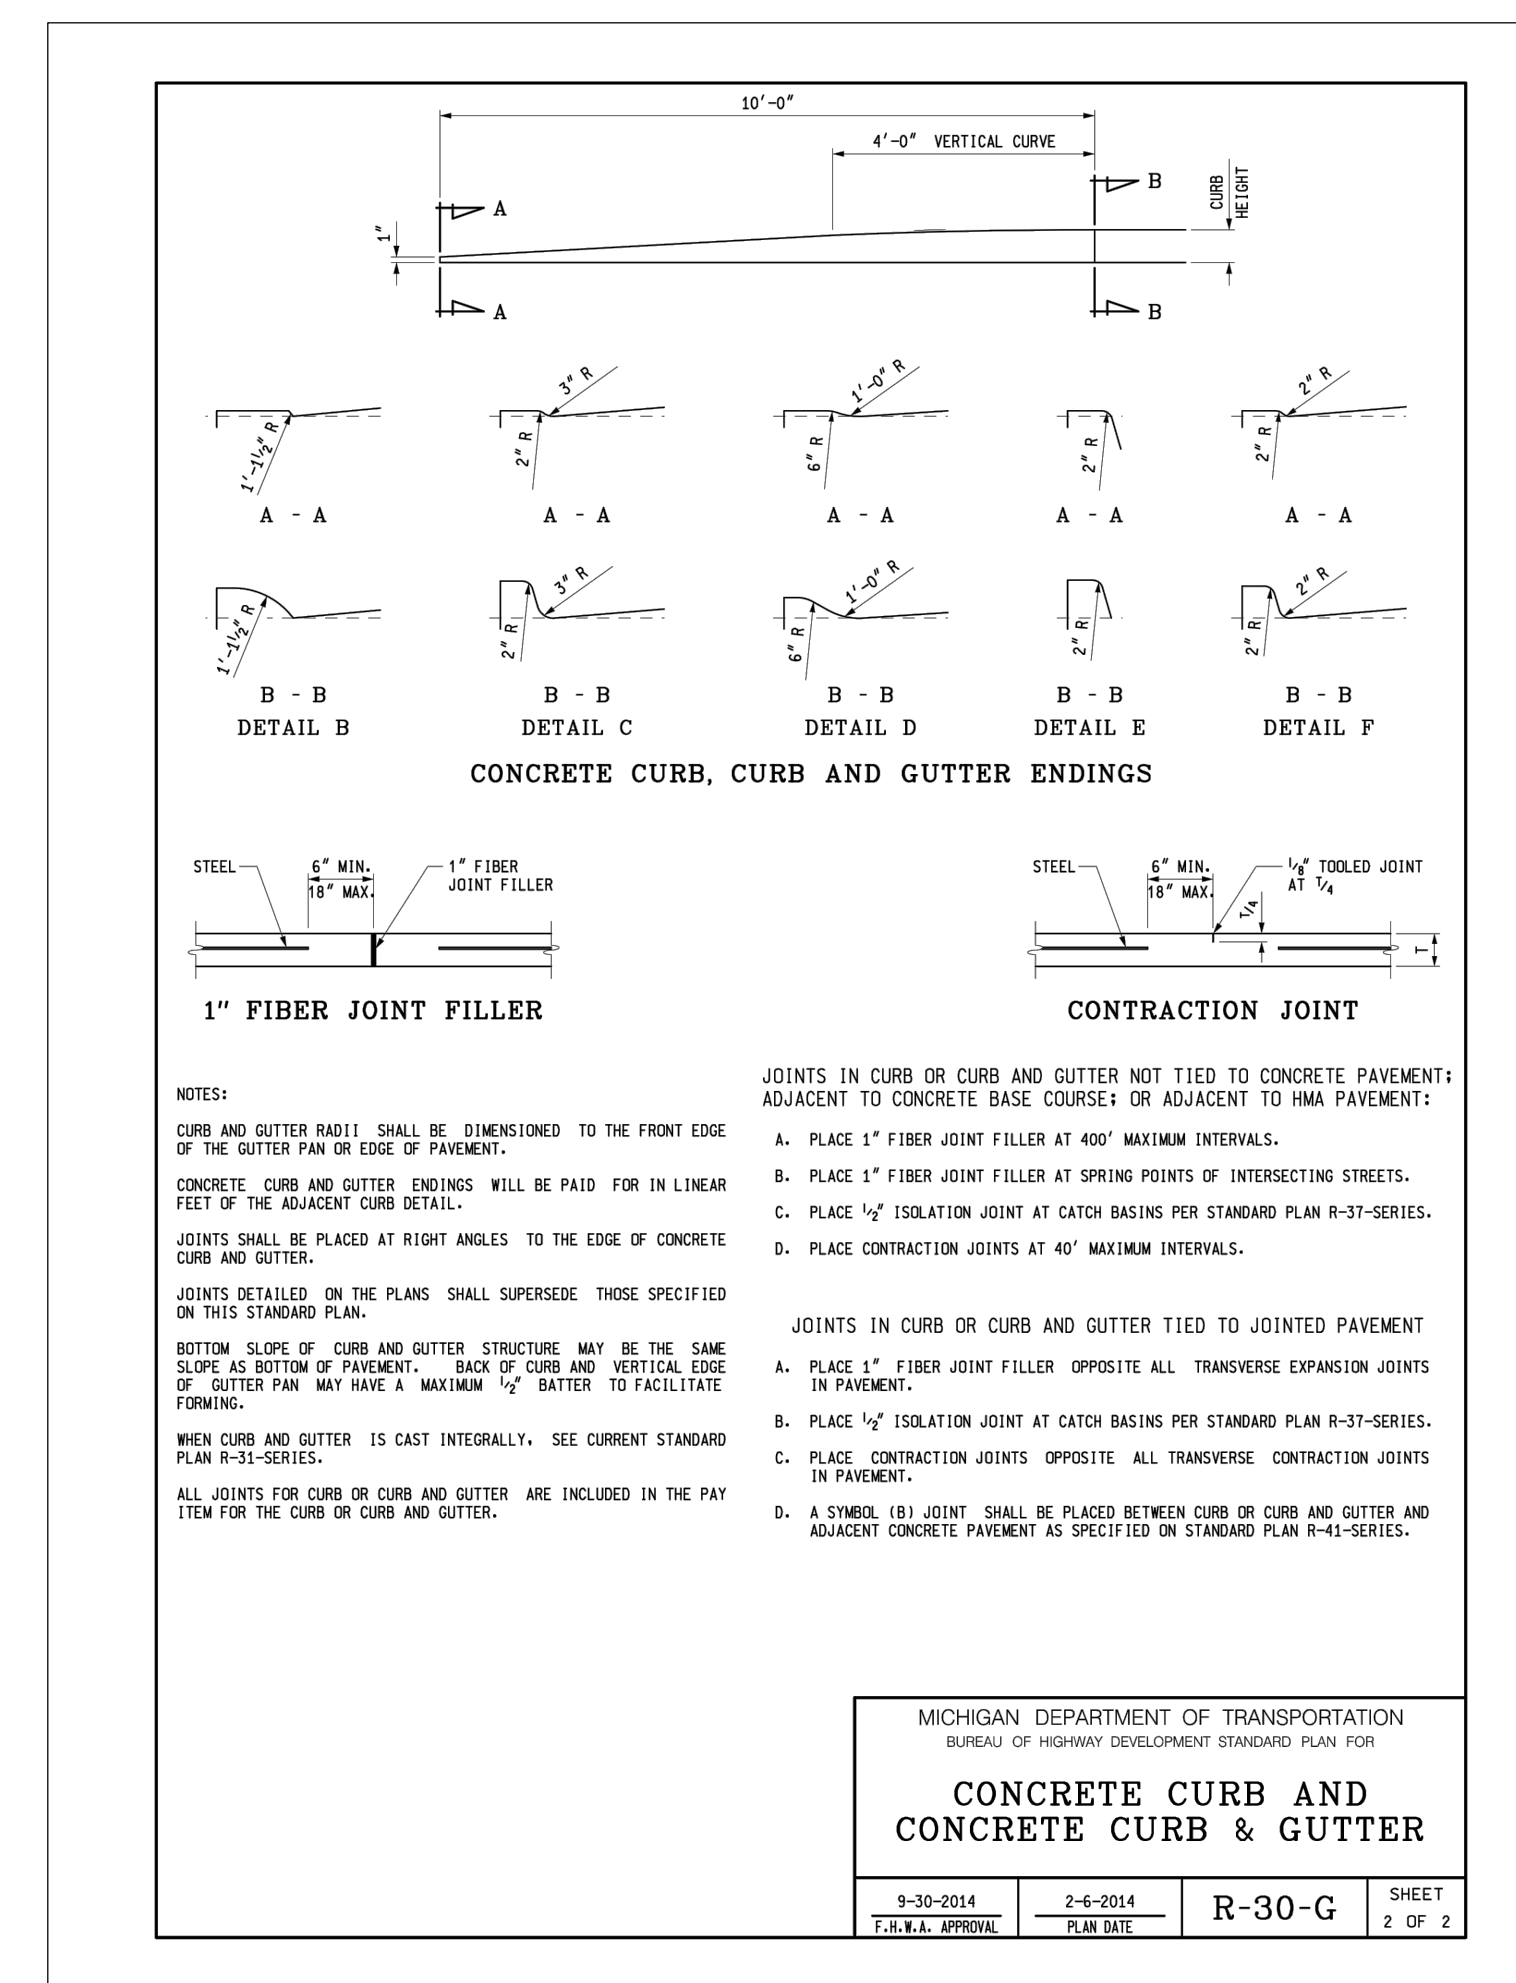 10'-0"
4'-0" VERTICAL CURVE
A
B
CURB
HEIGHT
1"
A
B
1'-1 1/2" R
3" R
2" R
1'-0" R
6" R
2" R
2" R
2" R
A - A
A - A
A - A
A - A
A - A
1'-1 1/2" R
3" R
2" R
1'-0" R
6" R
2" R
2" R
2" R
B - B
B - B
B - B
B - B
B - B
DETAIL B
DETAIL C
DETAIL D
DETAIL E
DETAIL F
CONCRETE CURB, CURB AND GUTTER ENDINGS
STEEL
6" MIN.
18" MAX.
1" FIBER
JOINT FILLER
1" FIBER JOINT FILLER
STEEL
6" MIN.
18" MAX.
1/8" TOOLED JOINT
AT T/4
T/4
T
CONTRACTION JOINT
NOTES:
CURB AND GUTTER RADII SHALL BE DIMENSIONED TO THE FRONT EDGE
OF THE GUTTER PAN OR EDGE OF PAVEMENT.
CONCRETE CURB AND GUTTER ENDINGS WILL BE PAID FOR IN LINEAR
FEET OF THE ADJACENT CURB DETAIL.
JOINTS SHALL BE PLACED AT RIGHT ANGLES TO THE EDGE OF CONCRETE
CURB AND GUTTER.
JOINTS DETAILED ON THE PLANS SHALL SUPERSEDE THOSE SPECIFIED
ON THIS STANDARD PLAN.
BOTTOM SLOPE OF CURB AND GUTTER STRUCTURE MAY BE THE SAME
SLOPE AS BOTTOM OF PAVEMENT. BACK OF CURB AND VERTICAL EDGE
OF GUTTER PAN MAY HAVE A MAXIMUM 1/2" BATTER TO FACILITATE
FORMING.
WHEN CURB AND GUTTER IS CAST INTEGRALLY, SEE CURRENT STANDARD
PLAN R-31-SERIES.
ALL JOINTS FOR CURB OR CURB AND GUTTER ARE INCLUDED IN THE PAY
ITEM FOR THE CURB OR CURB AND GUTTER.
JOINTS IN CURB OR CURB AND GUTTER NOT TIED TO CONCRETE PAVEMENT;
ADJACENT TO CONCRETE BASE COURSE; OR ADJACENT TO HMA PAVEMENT:
A. PLACE 1" FIBER JOINT FILLER AT 400' MAXIMUM INTERVALS.
B. PLACE 1" FIBER JOINT FILLER AT SPRING POINTS OF INTERSECTING STREETS.
C. PLACE 1/2" ISOLATION JOINT AT CATCH BASINS PER STANDARD PLAN R-37-SERIES.
D. PLACE CONTRACTION JOINTS AT 40' MAXIMUM INTERVALS.
JOINTS IN CURB OR CURB AND GUTTER TIED TO JOINTED PAVEMENT
A. PLACE 1" FIBER JOINT FILLER OPPOSITE ALL TRANSVERSE EXPANSION JOINTS
IN PAVEMENT.
B. PLACE 1/2" ISOLATION JOINT AT CATCH BASINS PER STANDARD PLAN R-37-SERIES.
C. PLACE CONTRACTION JOINTS OPPOSITE ALL TRANSVERSE CONTRACTION JOINTS
IN PAVEMENT.
D. A SYMBOL (B) JOINT SHALL BE PLACED BETWEEN CURB OR CURB AND GUTTER AND
ADJACENT CONCRETE PAVEMENT AS SPECIFIED ON STANDARD PLAN R-41-SERIES.
MICHIGAN DEPARTMENT OF TRANSPORTATION
BUREAU OF HIGHWAY DEVELOPMENT STANDARD PLAN FOR
CONCRETE CURB AND
CONCRETE CURB & GUTTER
9-30-2014
F.H.W.A. APPROVAL
2-6-2014
PLAN DATE
R-30-G
SHEET
2 OF 2